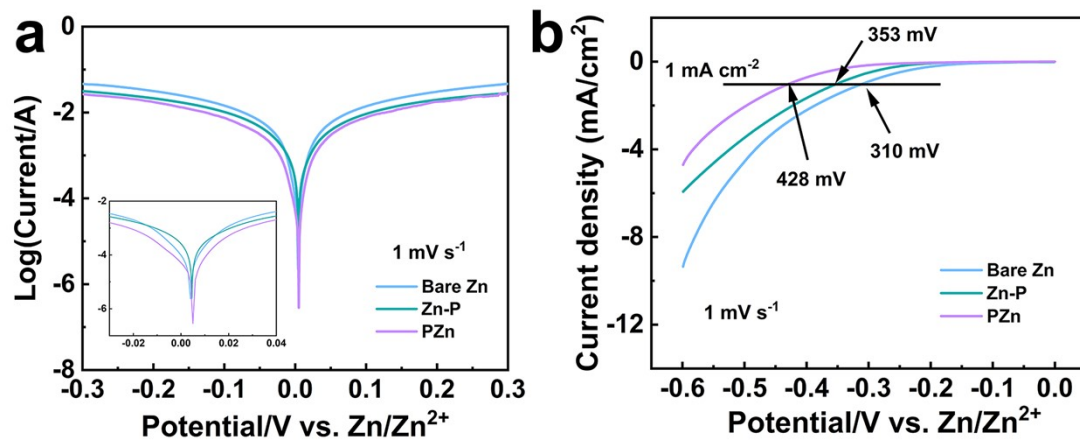 a
Log(Current/A)
0
-2
-4
-6
-8
-0.3 -0.2 -0.1 0.0 0.1 0.2 0.3
Potential/V vs. Zn/Zn²⁺
-2
-4
-6
-0.02 0.00 0.02 0.04
1 mV s⁻¹
Bare Zn
Zn-P
PZn
b
Current density (mA/cm²)
0
-4
-8
-12
-0.6 -0.5 -0.4 -0.3 -0.2 -0.1 0.0
Potential/V vs. Zn/Zn²⁺
353 mV
1 mA cm⁻²
310 mV
428 mV
Bare Zn
Zn-P
PZn
1 mV s⁻¹